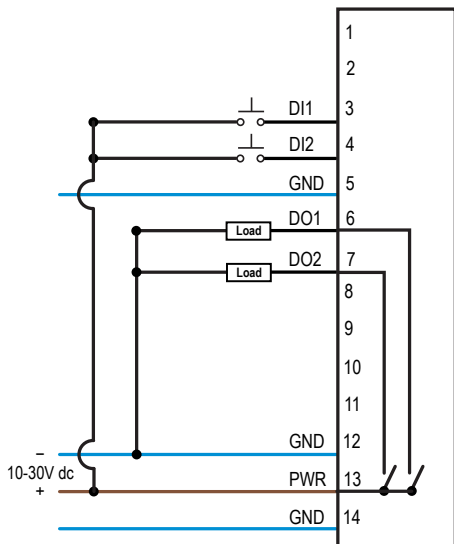 1
2
DI1 3
DI2 4
GND 5
DO1 6
Load
DO2 7
Load
8
9
10
11
GND 12
−
10-30V dc
+
PWR 13
GND 14